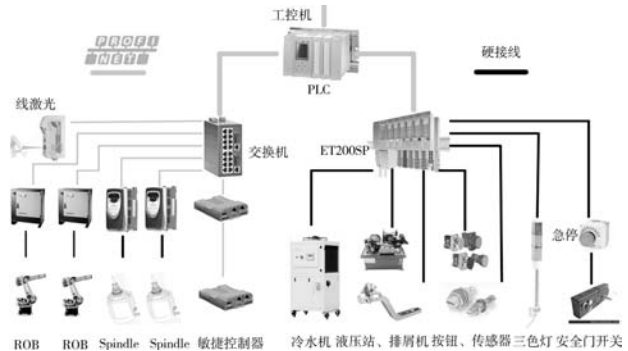 工控机
PROFI
NET
硬接线
PLC
线激光
交换机
ET200SP
急停
ROB ROB Spindle Spindle 敏捷控制器 冷水机 液压站、排屑机 按钮、传感器 三色灯 安全门开关